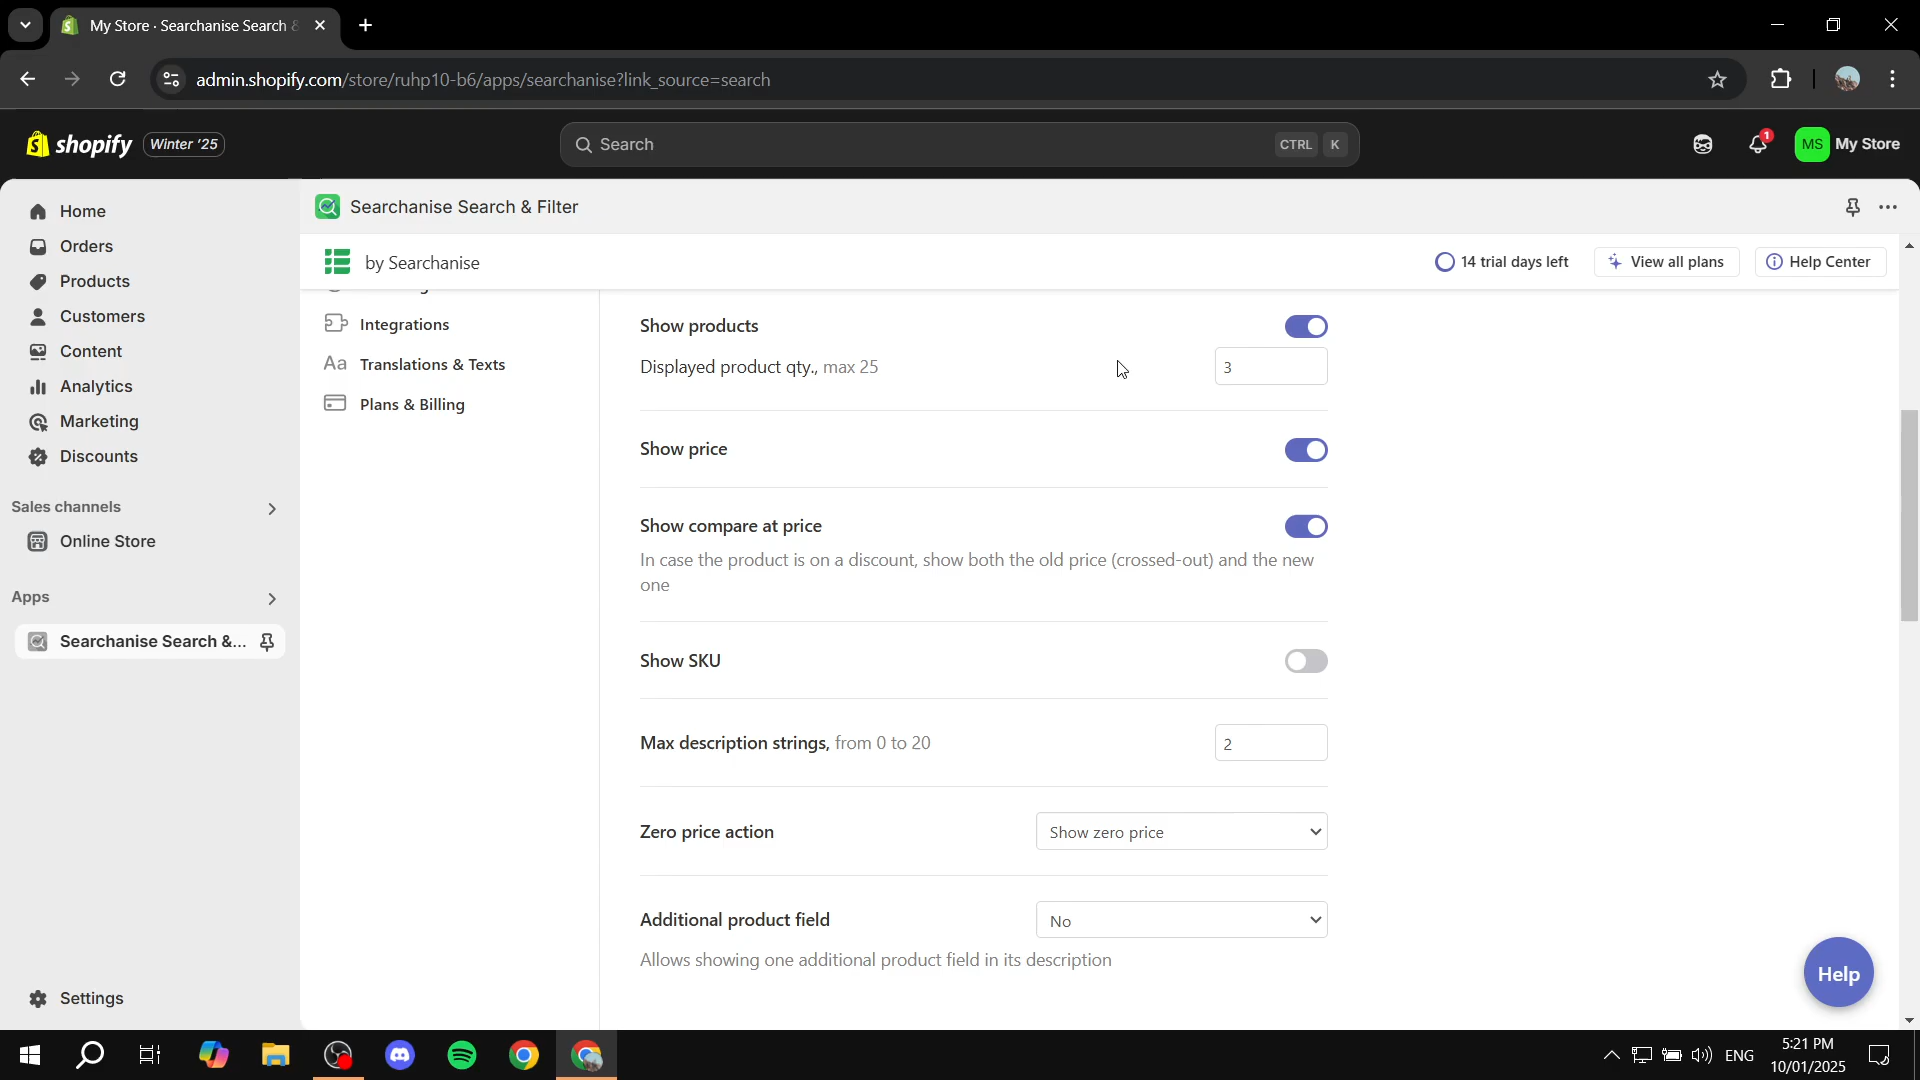 My Store · Searchanise Search &
admin.shopify.com/store/ruhp10-b6/apps/searchanise?link_source=search
shopify
Winter '25
Search
CTRL
K
1
MS
My Store
Home
Orders
Products
Customers
Content
Analytics
Marketing
Discounts
Sales channels
Online Store
Apps
Searchanise Search &...
Settings
Searchanise Search & Filter
by Searchanise
14 trial days left
View all plans
Help Center
Integrations
Aa Translations & Texts
Plans & Billing
Show products
Displayed product qty., max 25
3
Show price
Show compare at price
In case the product is on a discount, show both the old price (crossed-out) and the new
one
Show SKU
Max description strings, from 0 to 20
2
Zero price action
Show zero price
Additional product field
No
Allows showing one additional product field in its description
Help
ENG
5:21 PM
10/01/2025